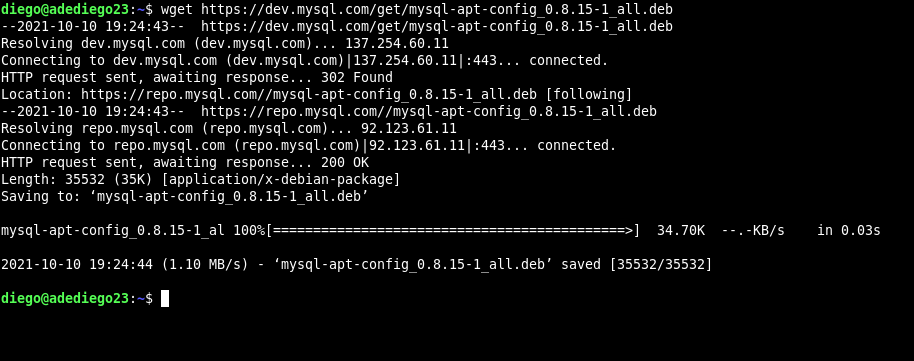 diego@adediego23:~$ wget https://dev.mysql.com/get/mysql-apt-config_0.8.15-1_all.deb
--2021-10-10 19:24:43--  https://dev.mysql.com/get/mysql-apt-config_0.8.15-1_all.deb
Resolving dev.mysql.com (dev.mysql.com)... 137.254.60.11
Connecting to dev.mysql.com (dev.mysql.com)|137.254.60.11|:443... connected.
HTTP request sent, awaiting response... 302 Found
Location: https://repo.mysql.com//mysql-apt-config_0.8.15-1_all.deb [following]
--2021-10-10 19:24:43--  https://repo.mysql.com//mysql-apt-config_0.8.15-1_all.deb
Resolving repo.mysql.com (repo.mysql.com)... 92.123.61.11
Connecting to repo.mysql.com (repo.mysql.com)|92.123.61.11|:443... connected.
HTTP request sent, awaiting response... 200 OK
Length: 35532 (35K) [application/x-debian-package]
Saving to: ‘mysql-apt-config_0.8.15-1_all.deb’

mysql-apt-config_0.8.15-1_al 100%[============================================>]  34.70K  --.-KB/s    in 0.03s

2021-10-10 19:24:44 (1.10 MB/s) - ‘mysql-apt-config_0.8.15-1_all.deb’ saved [35532/35532]

diego@adediego23:~$